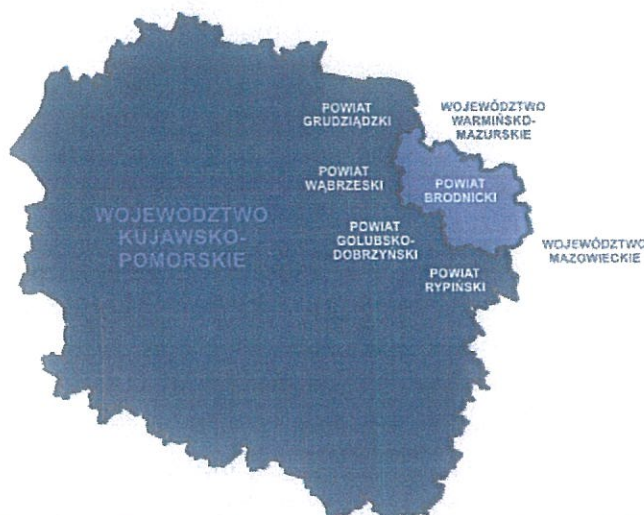 POWIAT
GRUDZIĄDZKI
WOJEWÓDZTWO
WARMIŃSKO-
MAZURSKIE
POWIAT
WĄBRZESKI
POWIAT
BRODNICKI
WOJEWÓDZTWO
KUJAWSKO-
POMORSKIE
POWIAT
GOLUBSKO-
DOBRZYŃSKI
WOJEWÓDZTWO
MAZOWIECKIE
POWIAT
RYPIŃSKI